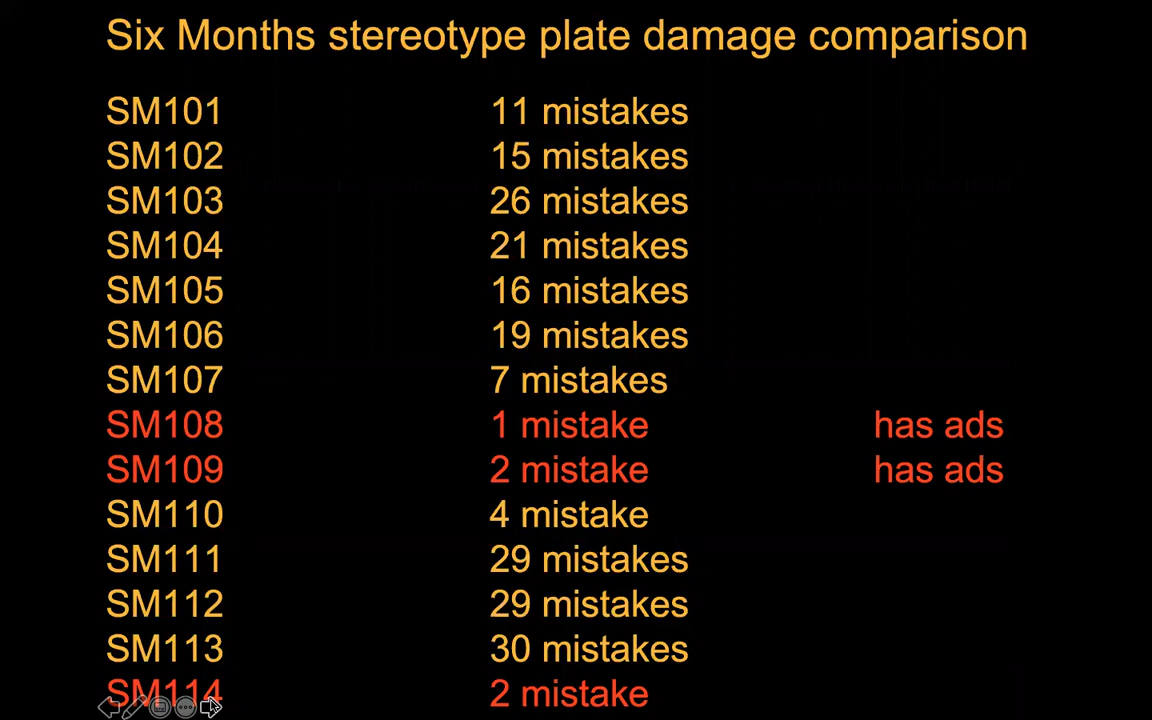 Six Months stereotype plate damage comparison
SM101 11 mistakes
SM102 15 mistakes
SM103 26 mistakes
SM104 21 mistakes
SM105 16 mistakes
SM106 19 mistakes
SM107 7 mistakes
SM108 1 mistake has ads
SM109 2 mistake has ads
SM110 4 mistake
SM111 29 mistakes
SM112 29 mistakes
SM113 30 mistakes
SM114 2 mistake